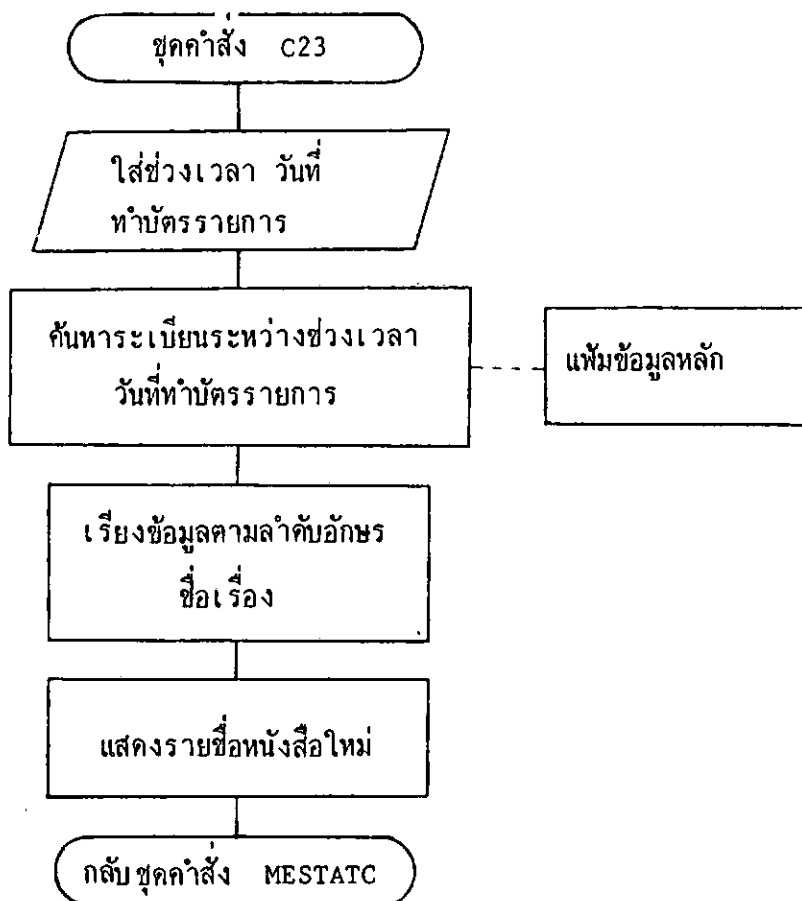 ชุดคำสั่ง C23
ใส่ช่วงเวลา วันที่
ทำบัตรรายการ
ค้นหาระเบียนระหว่างช่วงเวลา
วันที่ทำบัตรรายการ
แฟ้มข้อมูลหลัก
เรียงข้อมูลตามลำดับอักษร
ชื่อเรื่อง
แสดงรายชื่อหนังสือใหม่
กลับชุดคำสั่ง MESTATC